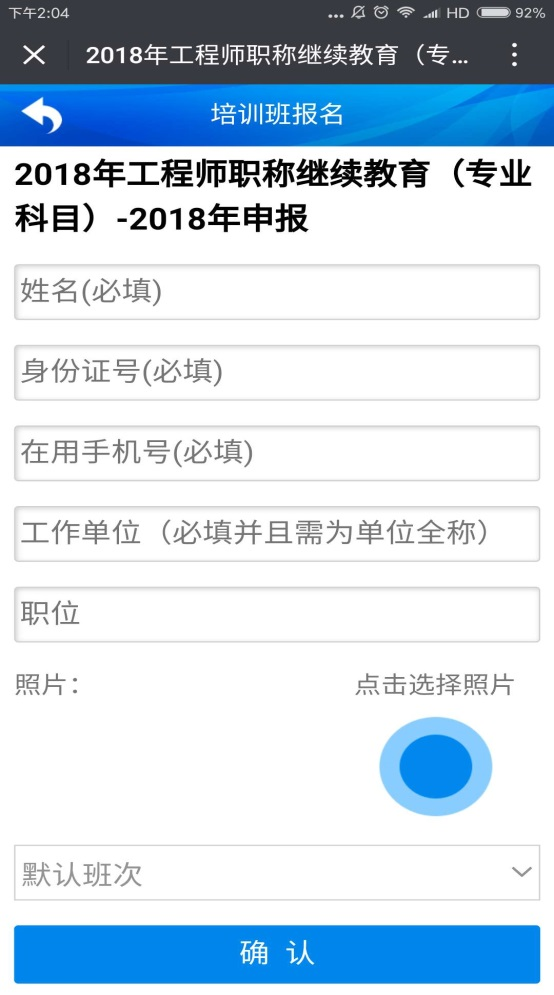 下午2:04 ... HD 92%
2018年工程师职称继续教育（专...
培训班报名
2018年工程师职称继续教育（专业
科目）-2018年申报
姓名(必填)
身份证号(必填)
在用手机号(必填)
工作单位（必填并且需为单位全称）
职位
照片： 点击选择照片
默认班次
确 认